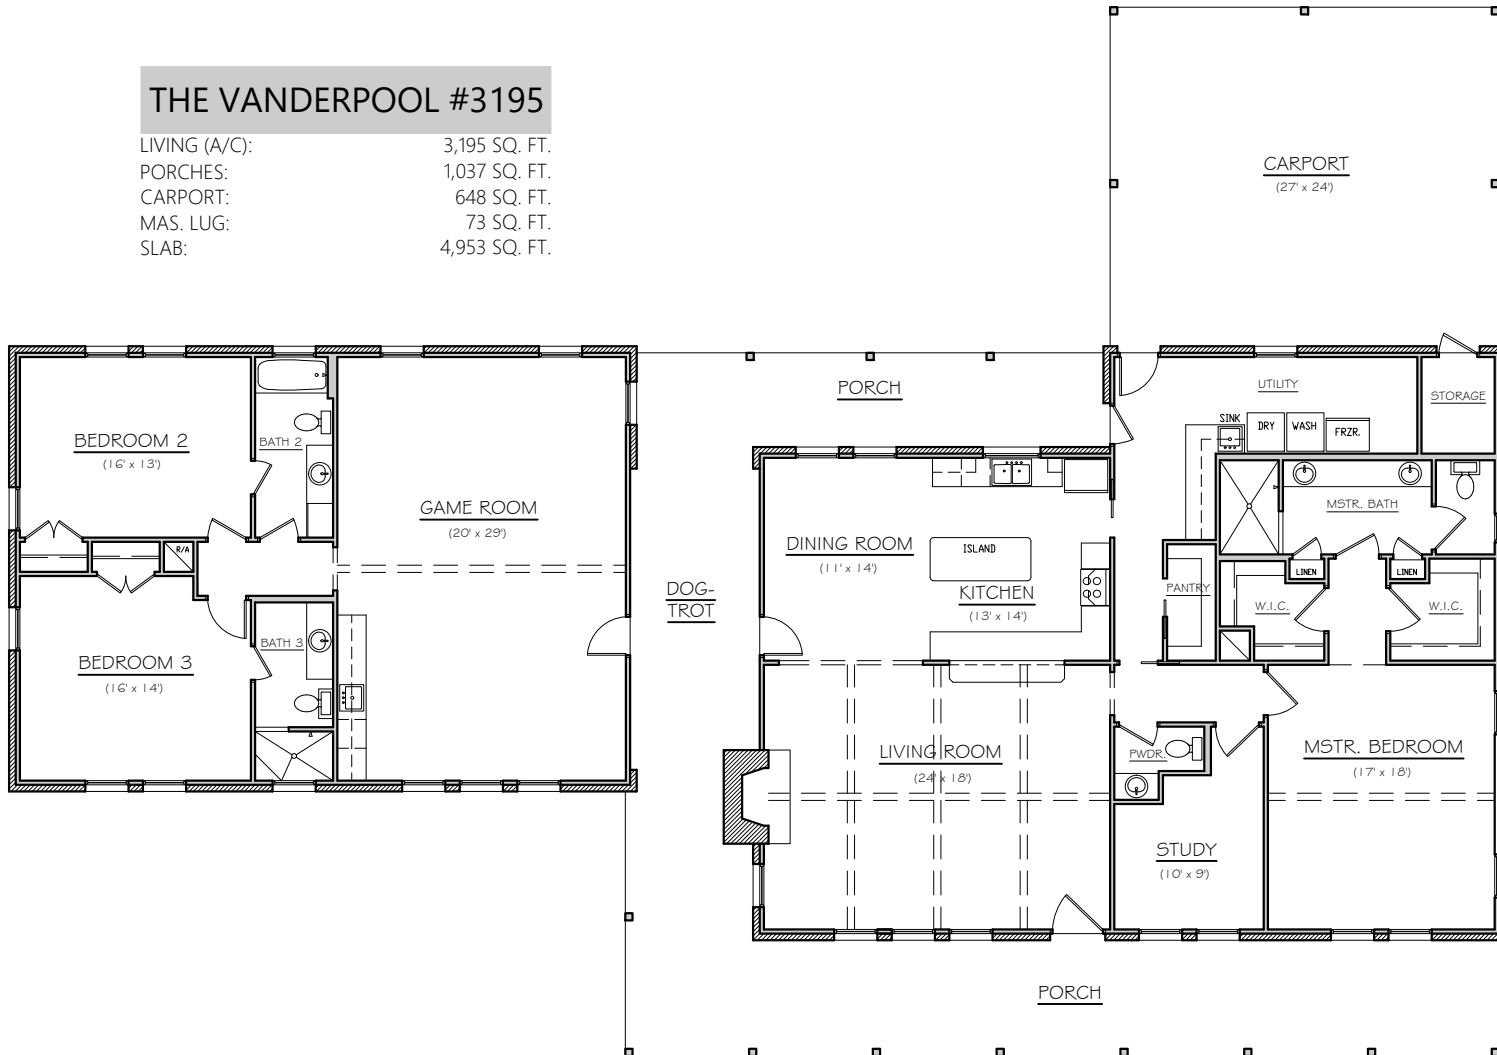 THE VANDERPOOL #3195
LIVING (A/C): 3,195 SQ. FT.
PORCHES: 1,037 SQ. FT.
CARPORT: 648 SQ. FT.
MAS. LUG: 73 SQ. FT.
SLAB: 4,953 SQ. FT.
CARPORT
(27' x 24')
PORCH
UTILITY
STORAGE
SINK
DRY
WASH
FRZR.
BEDROOM 2
(16' x 13')
BATH 2
GAME ROOM
(20' x 29')
MSTR. BATH
DINING ROOM
(11' x 14')
ISLAND
KITCHEN
(13' x 14')
R/A
DOG-
TROT
PANTRY
LINEN
LINEN
W.I.C.
W.I.C.
BATH 3
BEDROOM 3
(16' x 14')
LIVING ROOM
(24' x 18')
PWDR.
MSTR. BEDROOM
(17' x 18')
STUDY
(10' x 9')
PORCH